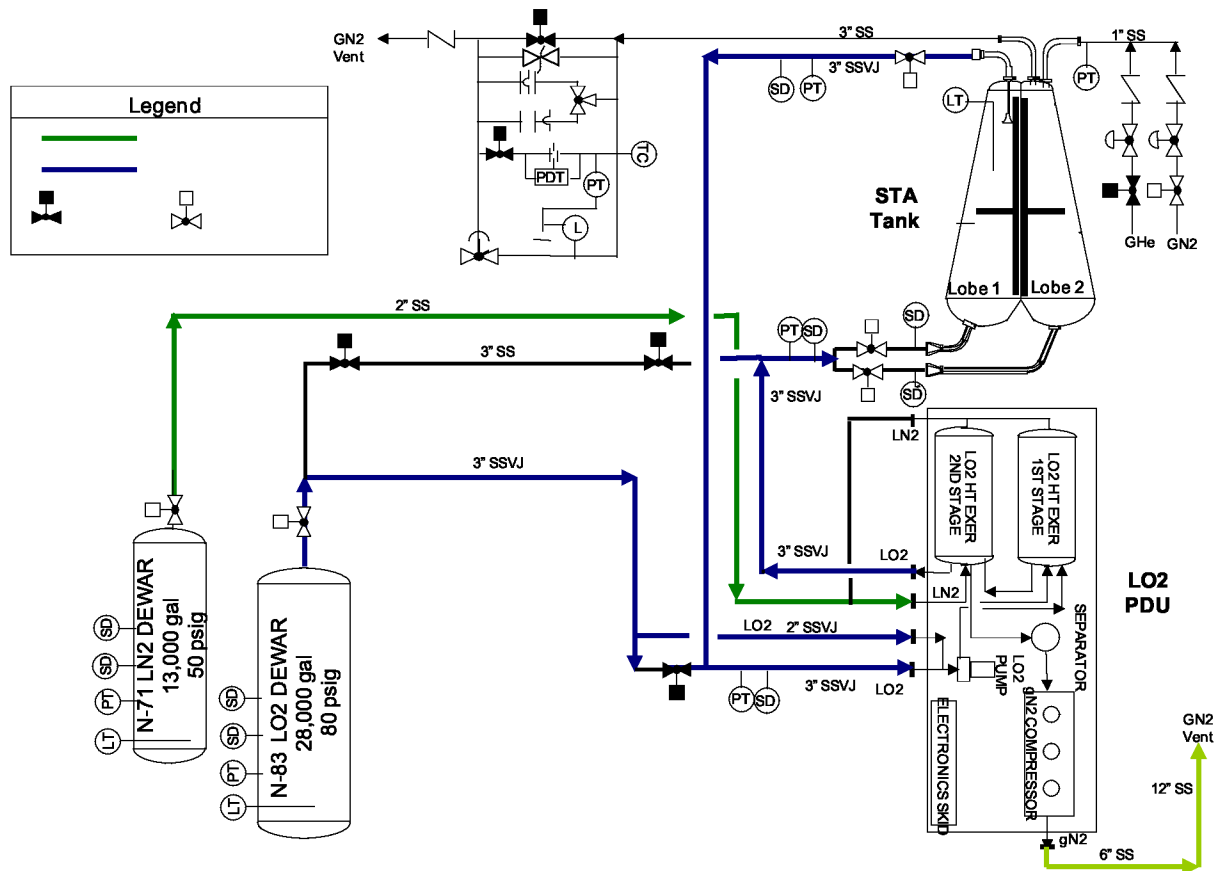 GN2
Vent
3” SS
1” SS
3” SSVJ
SD
PT
PT
LT
Legend
TC
PDT
PT
L
STA
Tank
GHe
GN2
Lobe 1
Lobe 2
2” SS
3” SS
PT
SD
SD
SD
3” SSVJ
3” SSVJ
LN2
LO2 HT EXER
2ND STAGE
LO2 HT EXER
1ST STAGE
3” SSVJ
LO2
LN2
LO2
PDU
LO2
2” SSVJ
3” SSVJ
LO2
PT
SD
LO2
PUMP
SEPARATOR
gN2 COMPRESSOR
ELECTRONICS SKID
gN2
6” SS
12” SS
GN2
Vent
N-71 LN2 DEWAR
13,000 gal
50 psig
SD
SD
PT
LT
N-83 LO2 DEWAR
28,000 gal
80 psig
SD
SD
PT
LT